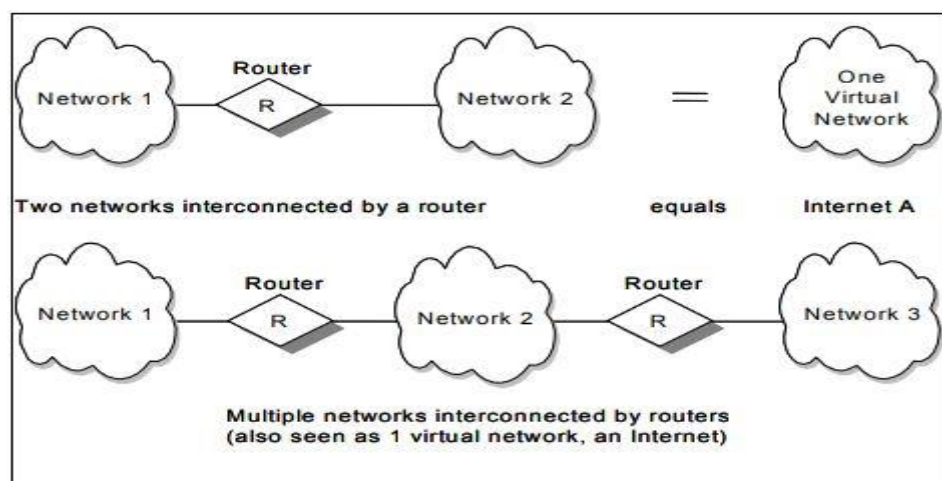 Router
Network 1
R
Network 2
=
One
Virtual
Network
Two networks interconnected by a router
equals
Internet A
Router
Router
Network 1
R
Network 2
R
Network 3
Multiple networks interconnected by routers
(also seen as 1 virtual network, an Internet)